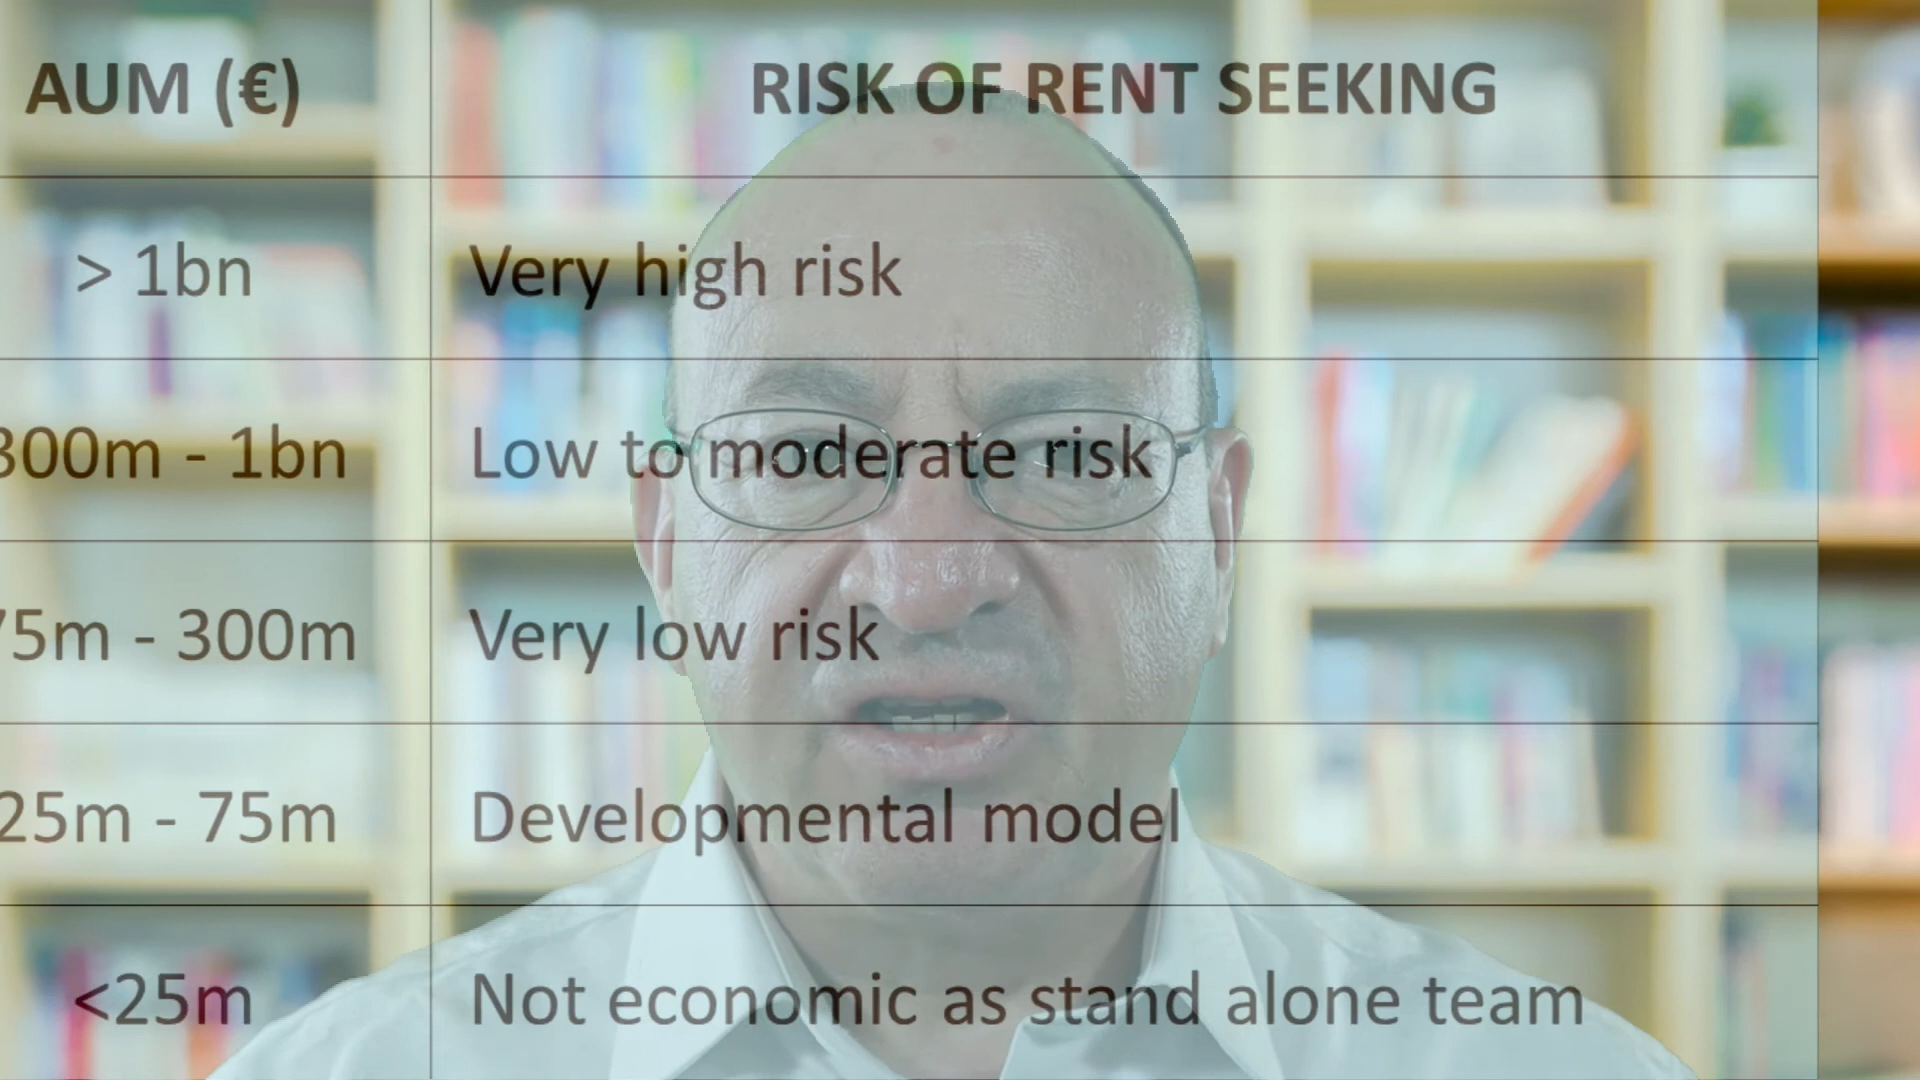 AUM (€) RISK OF RENT SEEKING
> 1bn Very high risk
300m - 1bn Low to moderate risk
75m - 300m Very low risk
25m - 75m Developmental model
<25m Not economic as stand alone team